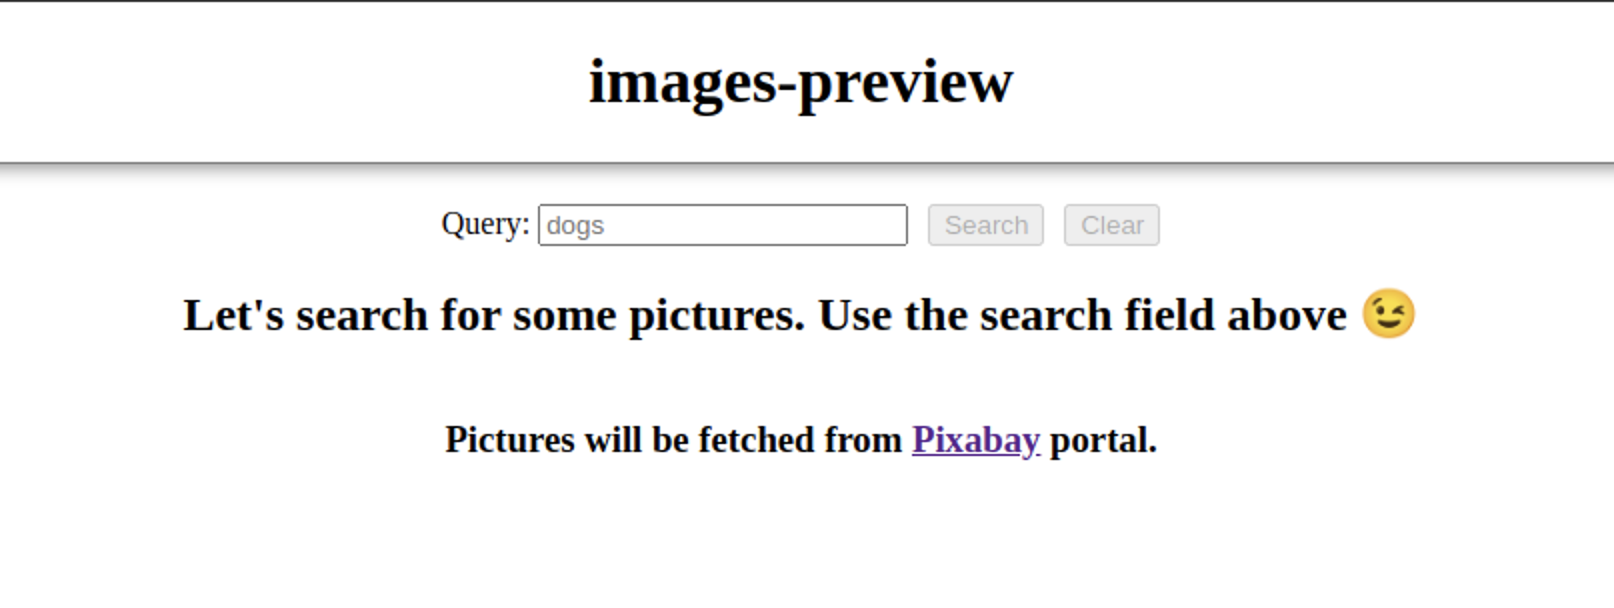 images-preview
Query: dogs Search Clear
Let's search for some pictures. Use the search field above 😉
Pictures will be fetched from Pixabay portal.